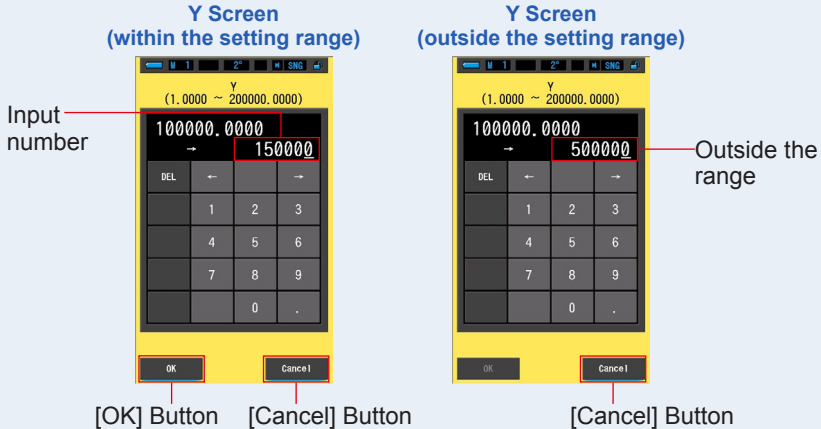 Y Screen
(within the setting range)
M 1 2° SNG
Y
(1.0000 ~ 200000.0000)
Input
number
100000.0000
→ 150000
DEL ← →
1 2 3
4 5 6
7 8 9
0 .
OK Cancel
[OK] Button [Cancel] Button
Y Screen
(outside the setting range)
M 1 2° SNG
Y
(1.0000 ~ 200000.0000)
100000.0000
→ 500000
Outside the
range
DEL ← →
1 2 3
4 5 6
7 8 9
0 .
OK Cancel
[Cancel] Button